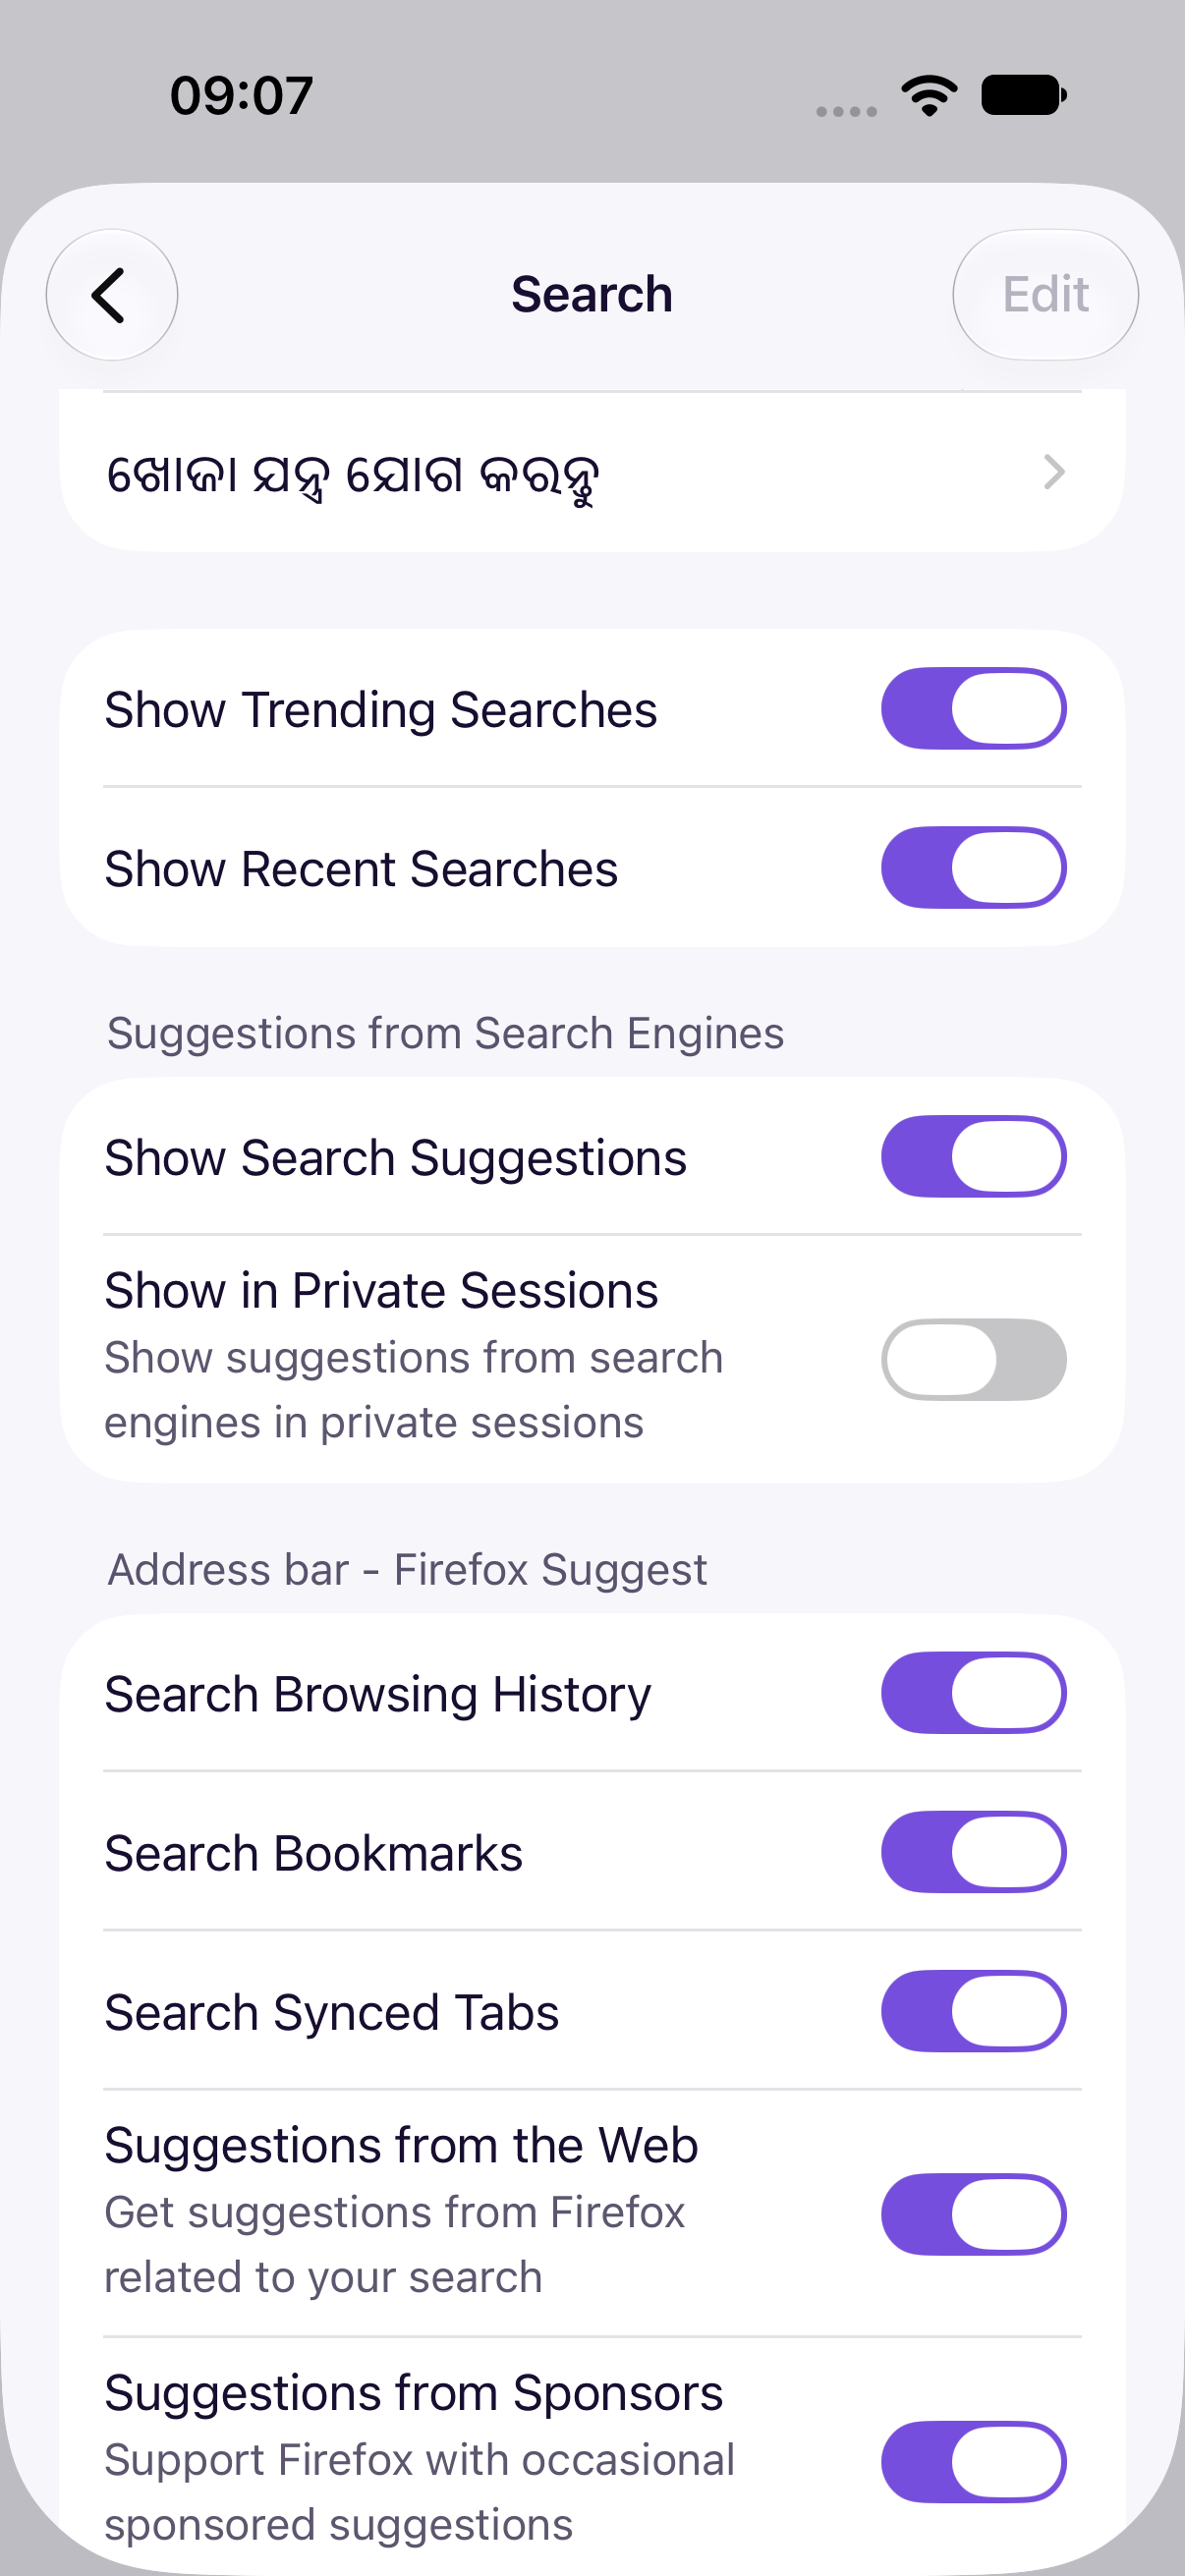 09:07
Search
Edit
ଖୋଜା ଯନ୍ତ୍ର ଯୋଗ କରନ୍ତୁ
Show Trending Searches
Show Recent Searches
Suggestions from Search Engines
Show Search Suggestions
Show in Private Sessions
Show suggestions from search
engines in private sessions
Address bar - Firefox Suggest
Search Browsing History
Search Bookmarks
Search Synced Tabs
Suggestions from the Web
Get suggestions from Firefox
related to your search
Suggestions from Sponsors
Support Firefox with occasional
sponsored suggestions